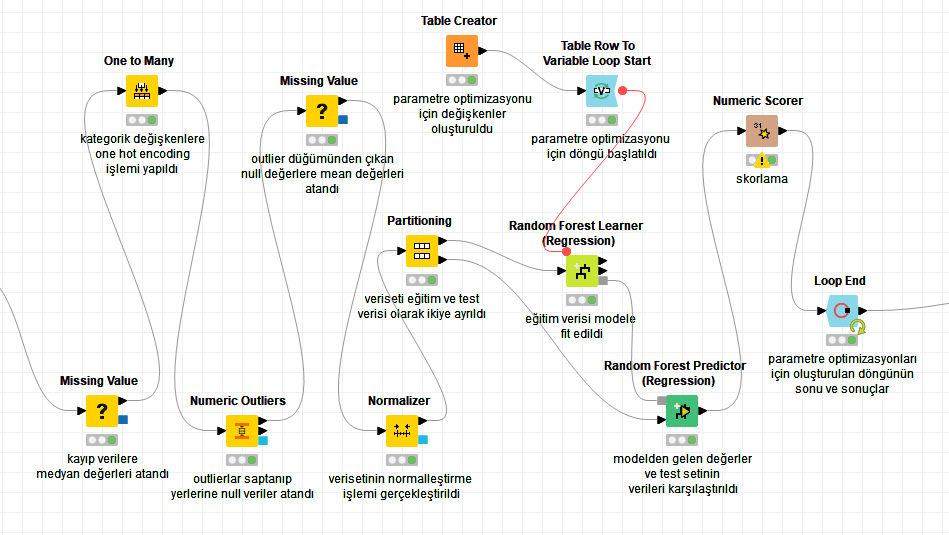 Table Creator
parametre optimizasyonu
için değişkenler
oluşturuldu
Table Row To
Variable Loop Start
parametre optimizasyonu
için döngü başlatıldı
One to Many
kategorik değişkenlere
one hot encoding
işlemi yapıldı
Missing Value
outlier düğümünden çıkan
null değerlere mean değerleri
atandı
Numeric Scorer
31
skorlama
Partitioning
veriseti eğitim ve test
verisi olarak ikiye ayrıldı
Random Forest Learner
(Regression)
eğitim verisi modele
fit edildi
Loop End
parametre optimizasyonları
için oluşturulan döngünün
sonu ve sonuçlar
Missing Value
kayıp verilere
medyan değerleri atandı
Numeric Outliers
outlierlar saptanıp
yerlerine null veriler atandı
Normalizer
verisetinin normalleştirme
işlemi gerçekleştirildi
Random Forest Predictor
(Regression)
modelden gelen değerler
ve test setinin
verileri karşılaştırıldı